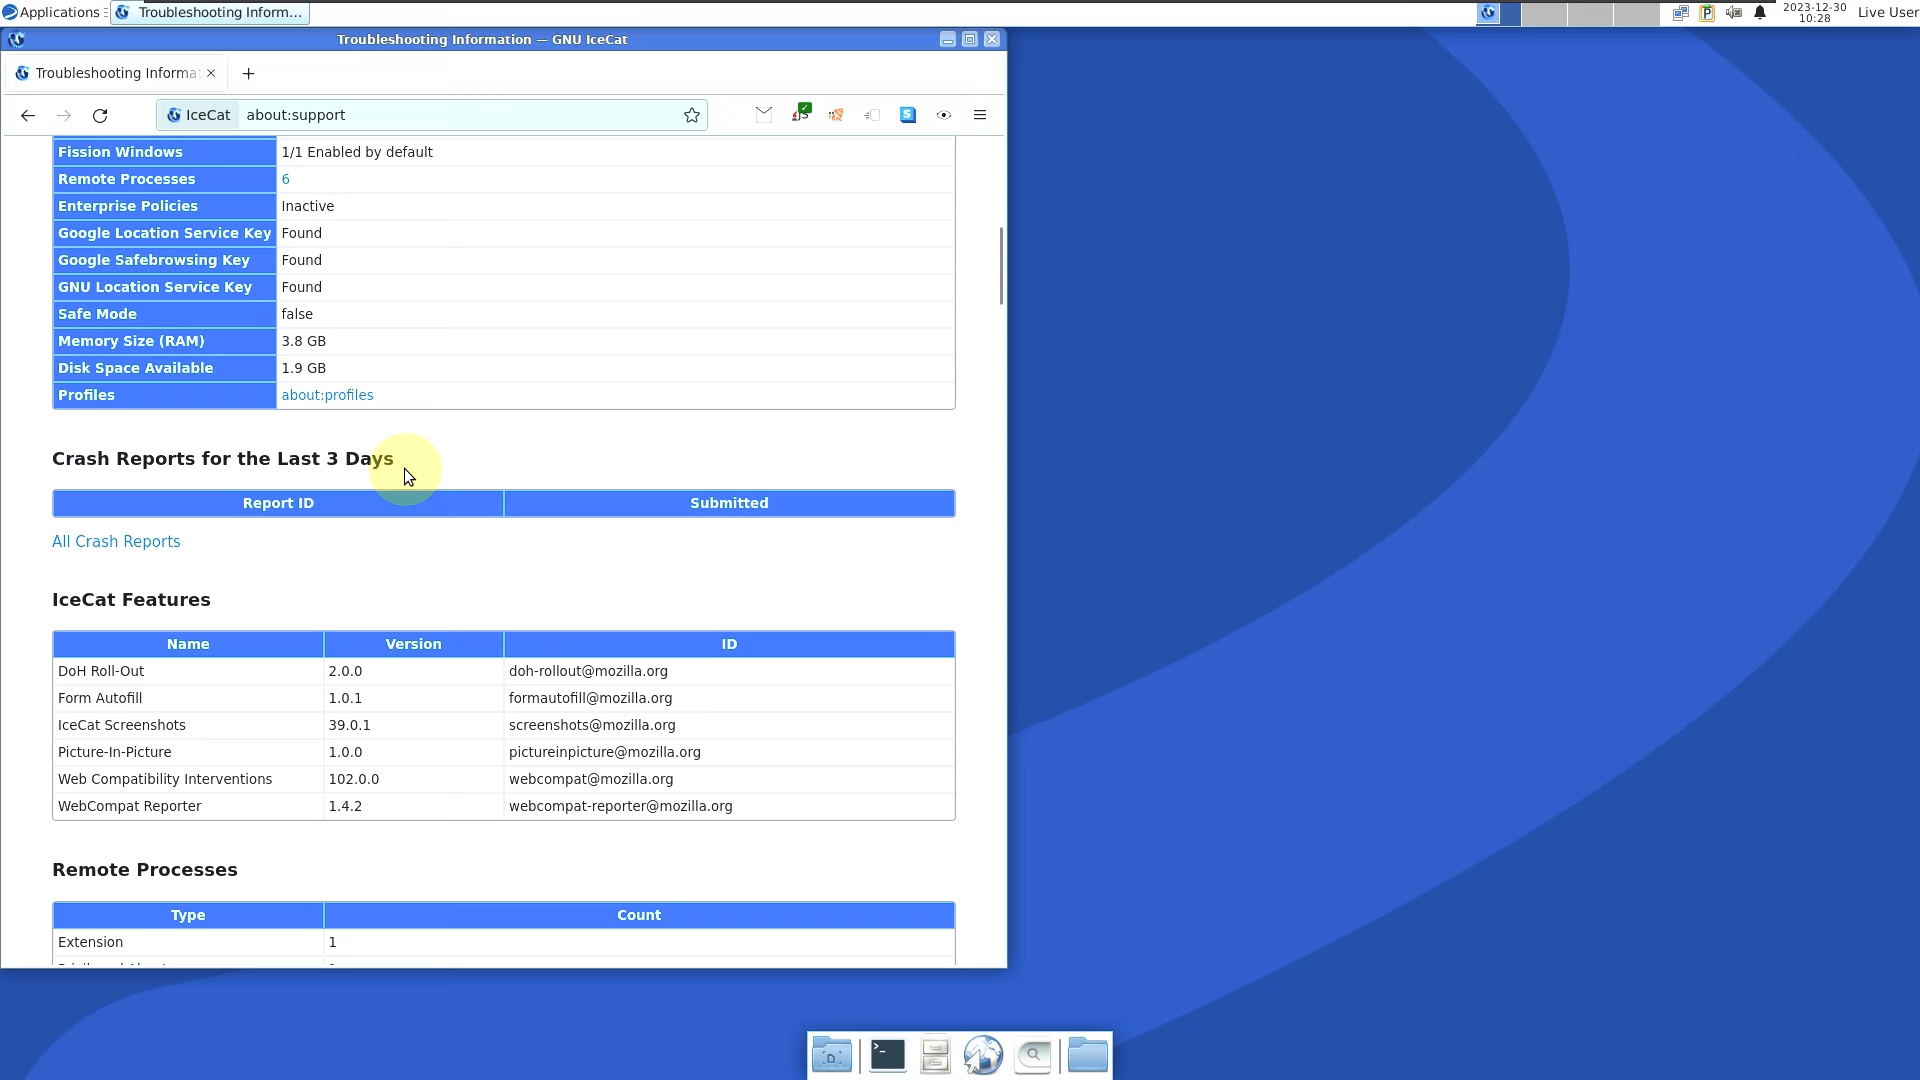 Applications
Troubleshooting Inform...
2023-12-30
10:28
Live User
Troubleshooting Information — GNU IceCat
Troubleshooting Informa
IceCat about:support
Fission Windows 1/1 Enabled by default
Remote Processes 6
Enterprise Policies Inactive
Google Location Service Key Found
Google Safebrowsing Key Found
GNU Location Service Key Found
Safe Mode false
Memory Size (RAM) 3.8 GB
Disk Space Available 1.9 GB
Profiles about:profiles
Crash Reports for the Last 3 Days
Report ID Submitted
All Crash Reports
IceCat Features
Name Version ID
DoH Roll-Out 2.0.0 doh-rollout@mozilla.org
Form Autofill 1.0.1 formautofill@mozilla.org
IceCat Screenshots 39.0.1 screenshots@mozilla.org
Picture-In-Picture 1.0.0 pictureinpicture@mozilla.org
Web Compatibility Interventions 102.0.0 webcompat@mozilla.org
WebCompat Reporter 1.4.2 webcompat-reporter@mozilla.org
Remote Processes
Type Count
Extension 1